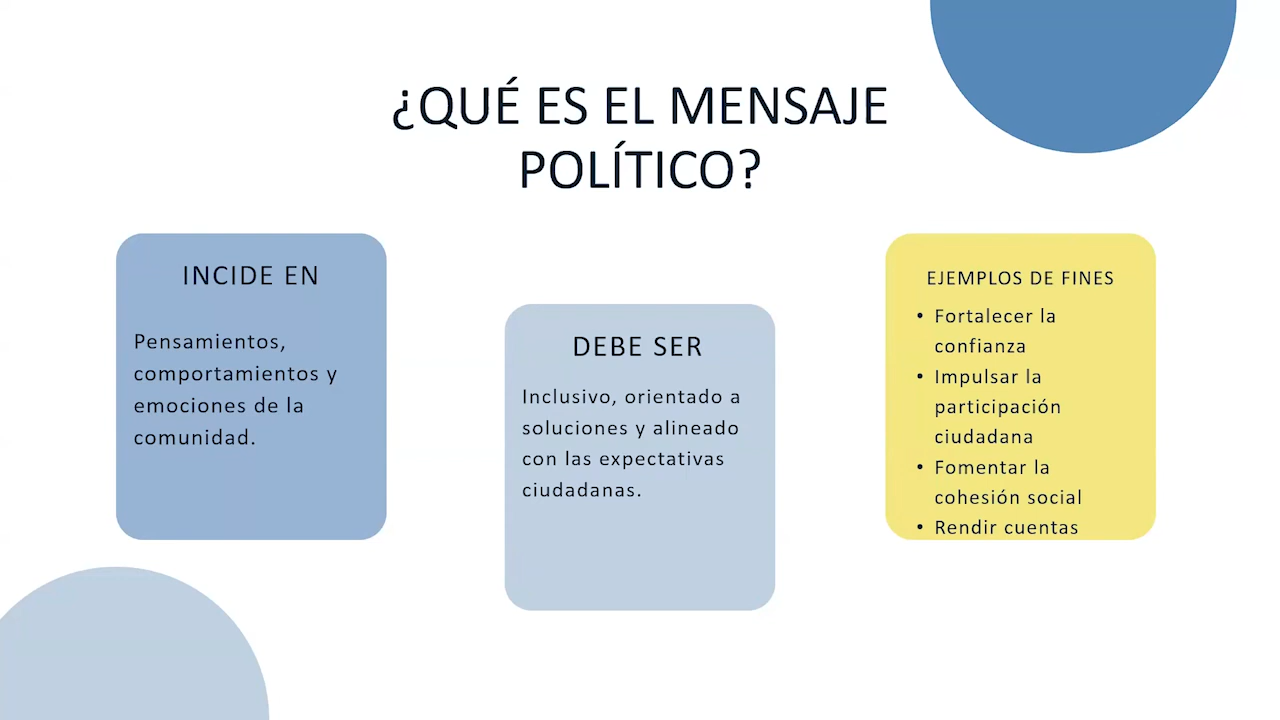 ¿QUÉ ES EL MENSAJE
POLÍTICO?
INCIDE EN
Pensamientos,
comportamientos y
emociones de la
comunidad.
DEBE SER
Inclusivo, orientado a
soluciones y alineado
con las expectativas
ciudadanas.
EJEMPLOS DE FINES
• Fortalecer la
confianza
• Impulsar la
participación
ciudadana
• Fomentar la
cohesión social
• Rendir cuentas